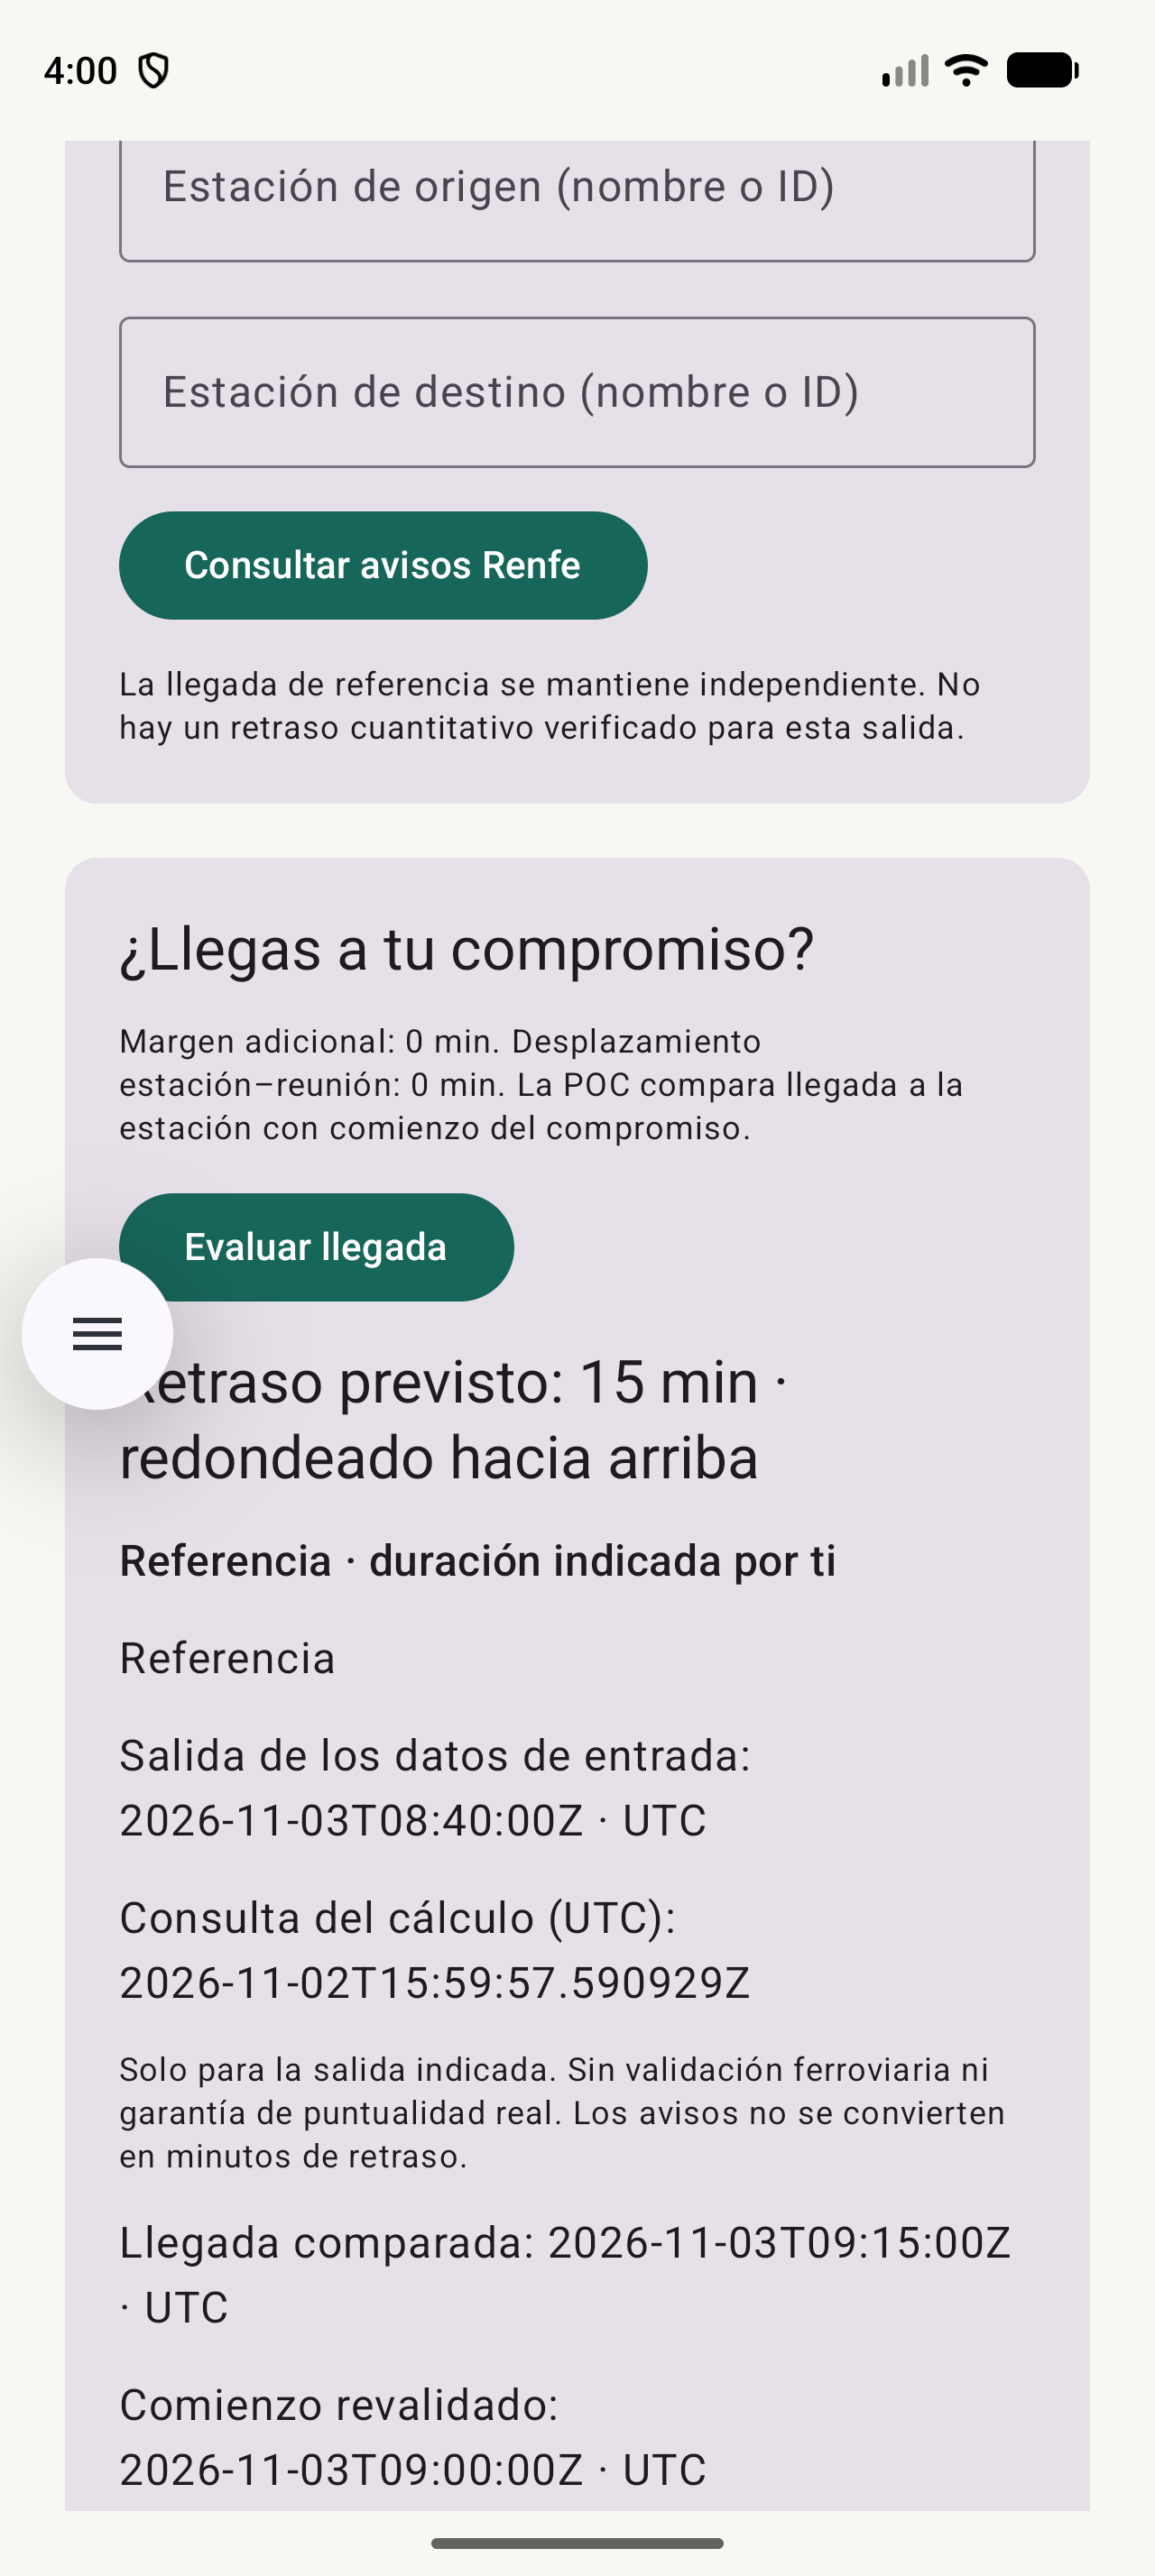 4:00
Estación de origen (nombre o ID)
Estación de destino (nombre o ID)
Consultar avisos Renfe
La llegada de referencia se mantiene independiente. No
hay un retraso cuantitativo verificado para esta salida.
¿Llegas a tu compromiso?
Margen adicional: 0 min. Desplazamiento
estación–reunión: 0 min. La POC compara llegada a la
estación con comienzo del compromiso.
Evaluar llegada
Retraso previsto: 15 min ·
redondeado hacia arriba
Referencia · duración indicada por ti
Referencia
Salida de los datos de entrada:
2026-11-03T08:40:00Z · UTC
Consulta del cálculo (UTC):
2026-11-02T15:59:57.590929Z
Solo para la salida indicada. Sin validación ferroviaria ni
garantía de puntualidad real. Los avisos no se convierten
en minutos de retraso.
Llegada comparada: 2026-11-03T09:15:00Z
· UTC
Comienzo revalidado:
2026-11-03T09:00:00Z · UTC